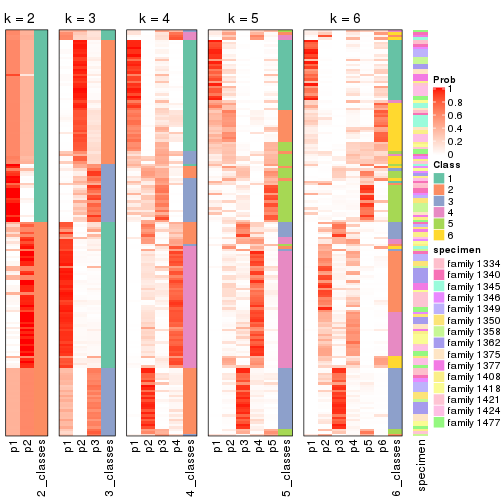 k = 2
k = 3
k = 4
k = 5
k = 6
Prob
1
0.8
0.6
0.4
0.2
0
Class
1
2
3
4
5
6
specimen
family 1334
family 1340
family 1345
family 1346
family 1349
family 1350
family 1358
family 1362
family 1375
family 1377
family 1408
family 1418
family 1421
family 1424
family 1477
p1
p2
2_classes
p1
p2
p3
3_classes
p1
p2
p3
p4
4_classes
p1
p2
p3
p4
p5
5_classes
p1
p2
p3
p4
p5
p6
6_classes
specimen